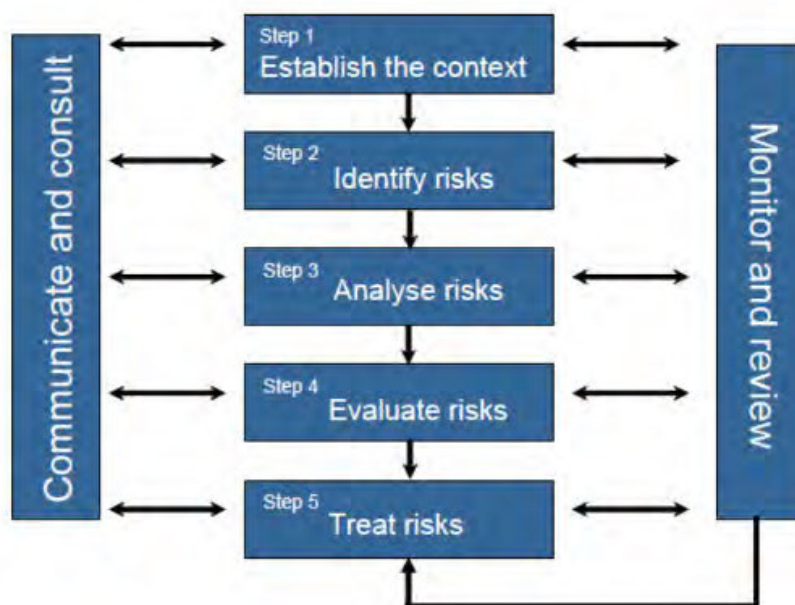 Communicate and consult
Step 1
Establish the context
Step 2
Identify risks
Step 3
Analyse risks
Step 4
Evaluate risks
Step 5
Treat risks
Monitor and review